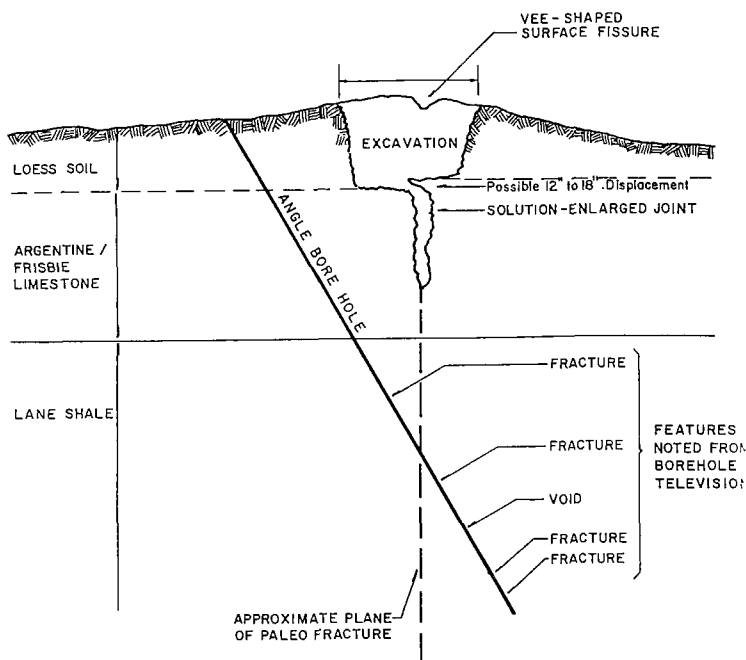 VEE-SHAPED
SURFACE FISSURE
EXCAVATION
LOESS SOIL
Possible 12" to 18" Displacement
SOLUTION-ENLARGED JOINT
ARGENTINE /
FRISBIE
LIMESTONE
ANGLE BORE HOLE
FRACTURE
LANE SHALE
FEATURES
NOTED FROM
BOREHOLE
TELEVISION
FRACTURE
VOID
FRACTURE
FRACTURE
APPROXIMATE PLANE
OF PALEO FRACTURE